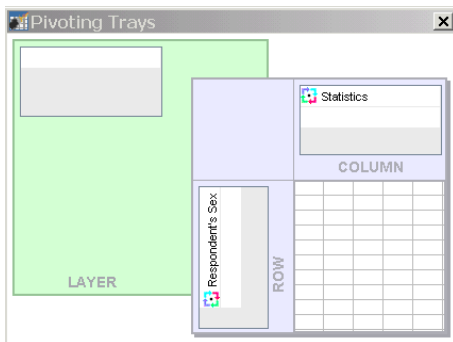 Pivoting Trays
Statistics
COLUMN
Respondent's Sex
ROW
LAYER